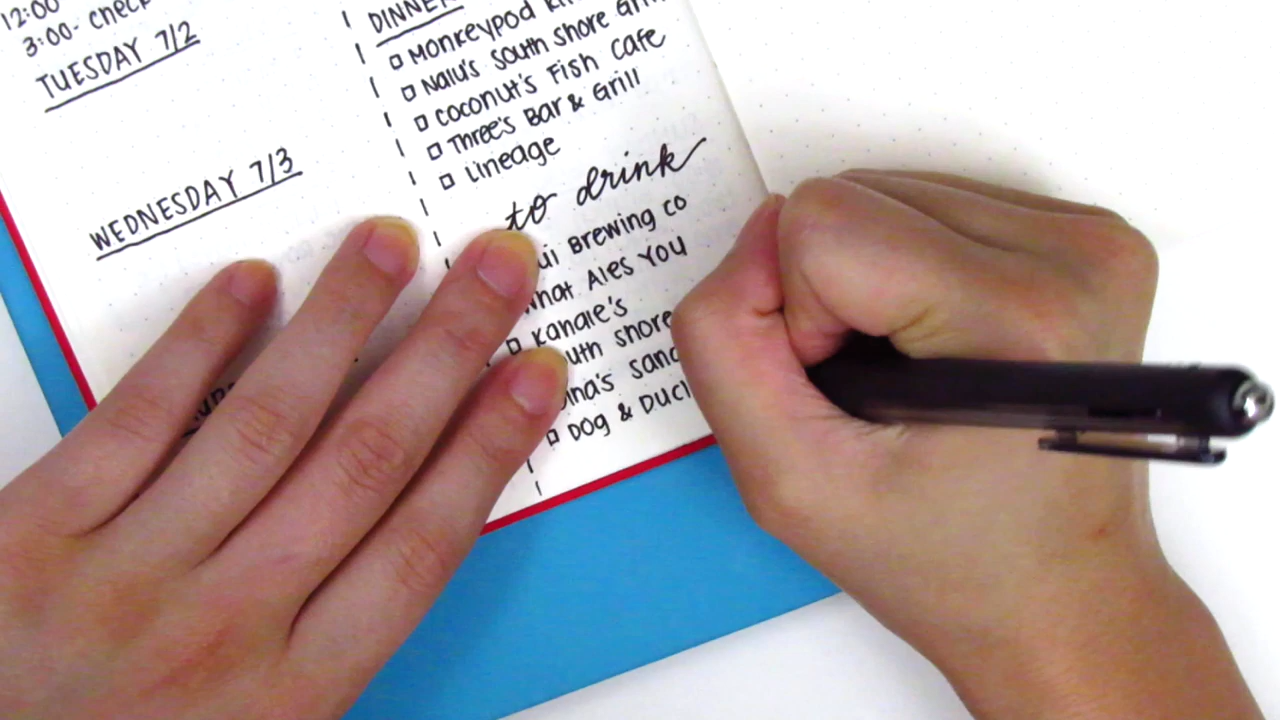 12:00
3:00- check
TUESDAY 7/2
WEDNESDAY 7/3
DINNER
Monkeypod
Nalu's South Shore Grill
Coconut's Fish Cafe
Three's Bar & Grill
Lineage
to drink
Brewing Co
What Ales You
Kanaie's
South Shore
Dog & Duck